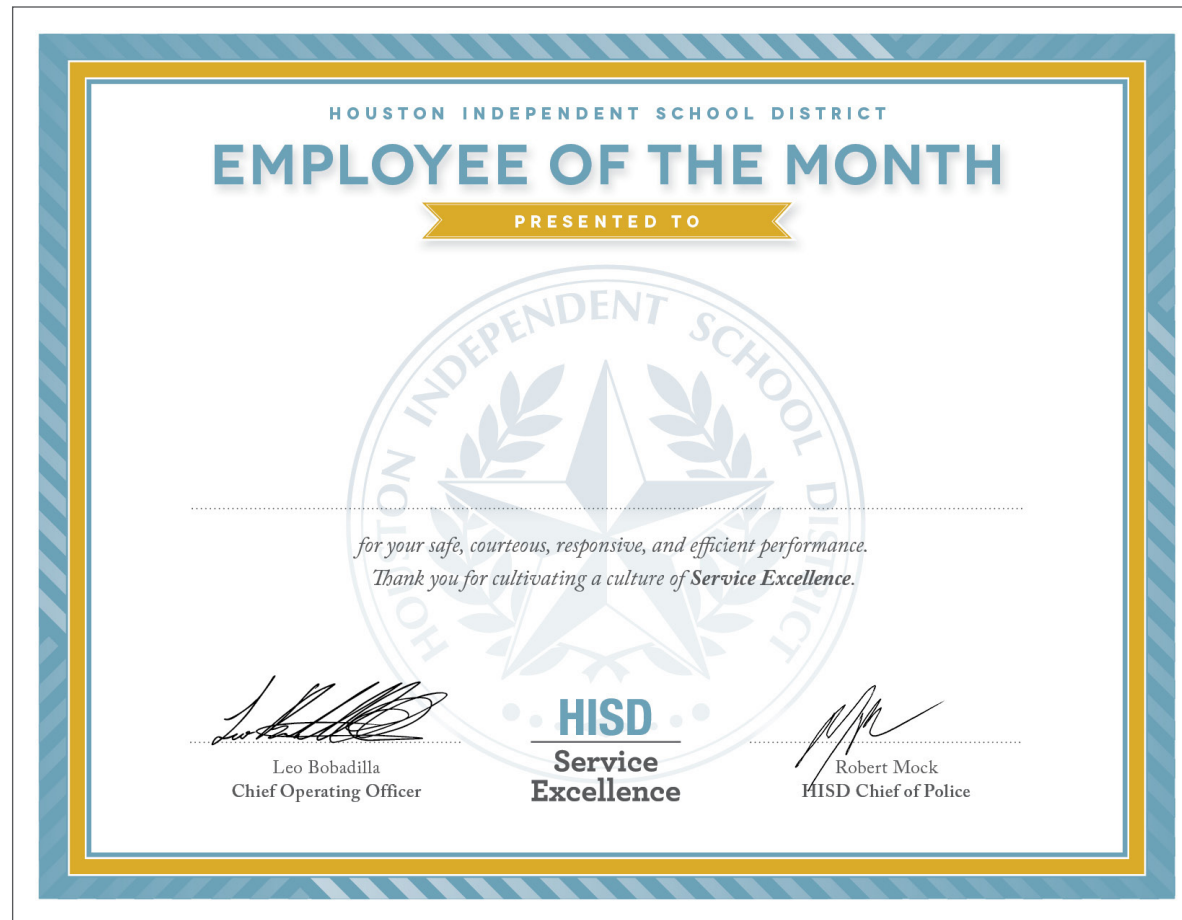 HOUSTON INDEPENDENT SCHOOL DISTRICT
EMPLOYEE OF THE MONTH
PRESENTED TO
HOUSTON INDEPENDENT SCHOOL DISTRICT
for your safe, courteous, responsive, and efficient performance.
Thank you for cultivating a culture of Service Excellence.
HISD
Service
Excellence
Leo Bobadilla
Chief Operating Officer
Robert Mock
HISD Chief of Police